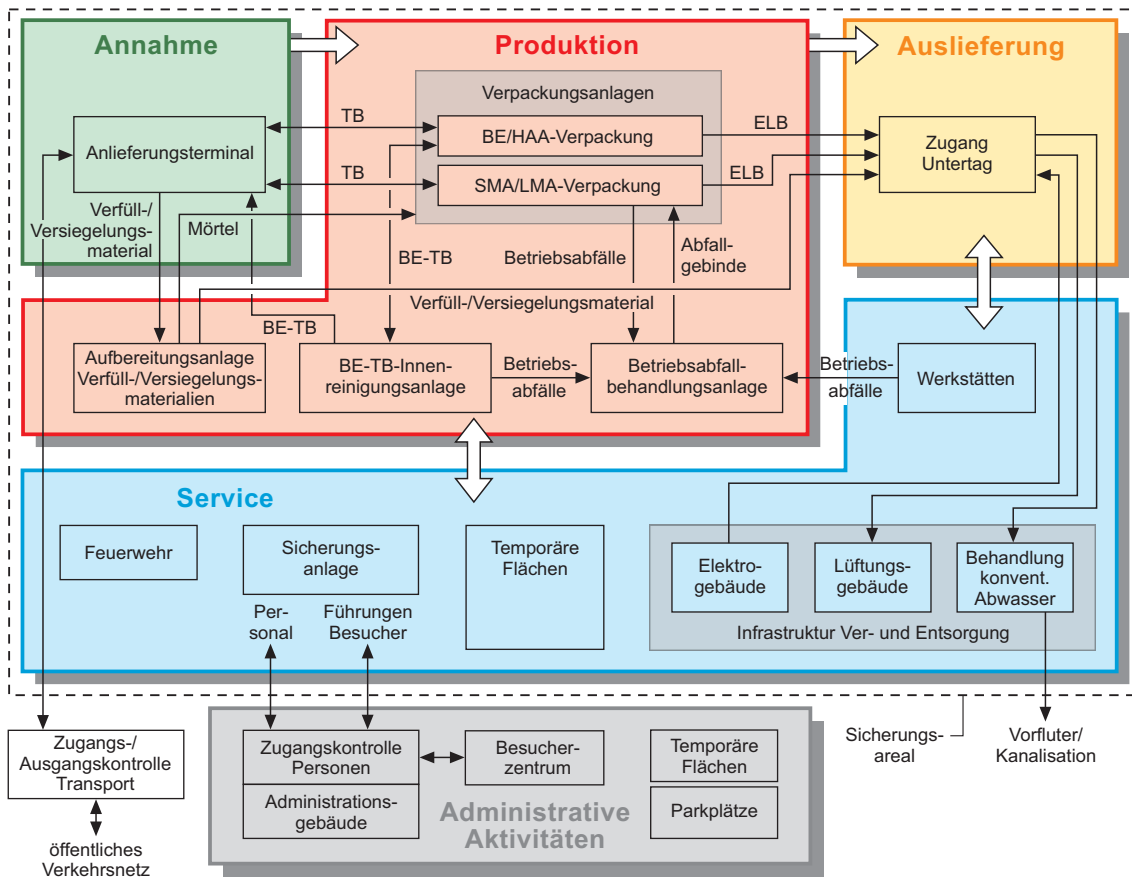 Annahme
Produktion
Auslieferung
Verpackungsanlagen
TB
BE/HAA-Verpackung
ELB
Anlieferungsterminal
Zugang
Untertag
TB
SMA/LMA-Verpackung
ELB
Verfüll-/
Versiegelungs-
material
Mörtel
BE-TB
Betriebsabfälle
Abfall-
gebinde
Verfüll-/Versiegelungsmaterial
BE-TB
Aufbereitungsanlage
Verfüll-/Versiegelungs-
materialien
BE-TB-Innen-
reinigungsanlage
Betriebs-
abfälle
Betriebsabfall-
behandlungsanlage
Betriebs-
abfälle
Werkstätten
Service
Feuerwehr
Sicherungs-
anlage
Temporäre
Flächen
Elektro-
gebäude
Lüftungs-
gebäude
Behandlung
konvent.
Abwasser
Infrastruktur Ver- und Entsorgung
Per-
sonal
Führungen
Besucher
Zugangs-/
Ausgangskontrolle
Transport
Zugangskontrolle
Personen
Besucher-
zentrum
Temporäre
Flächen
Sicherungs-
areal
Vorfluter/
Kanalisation
Administrations-
gebäude
Parkplätze
Administrative
Aktivitäten
öffentliches
Verkehrsnetz